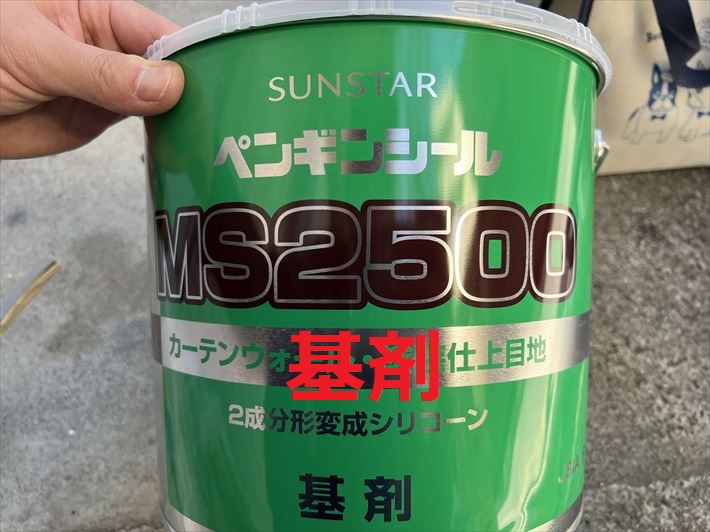 SUNSTAR
ペンギンシール
MS2500
カーテンウォ
仕上目地
基剤
2成分形変成シリコーン
基剤